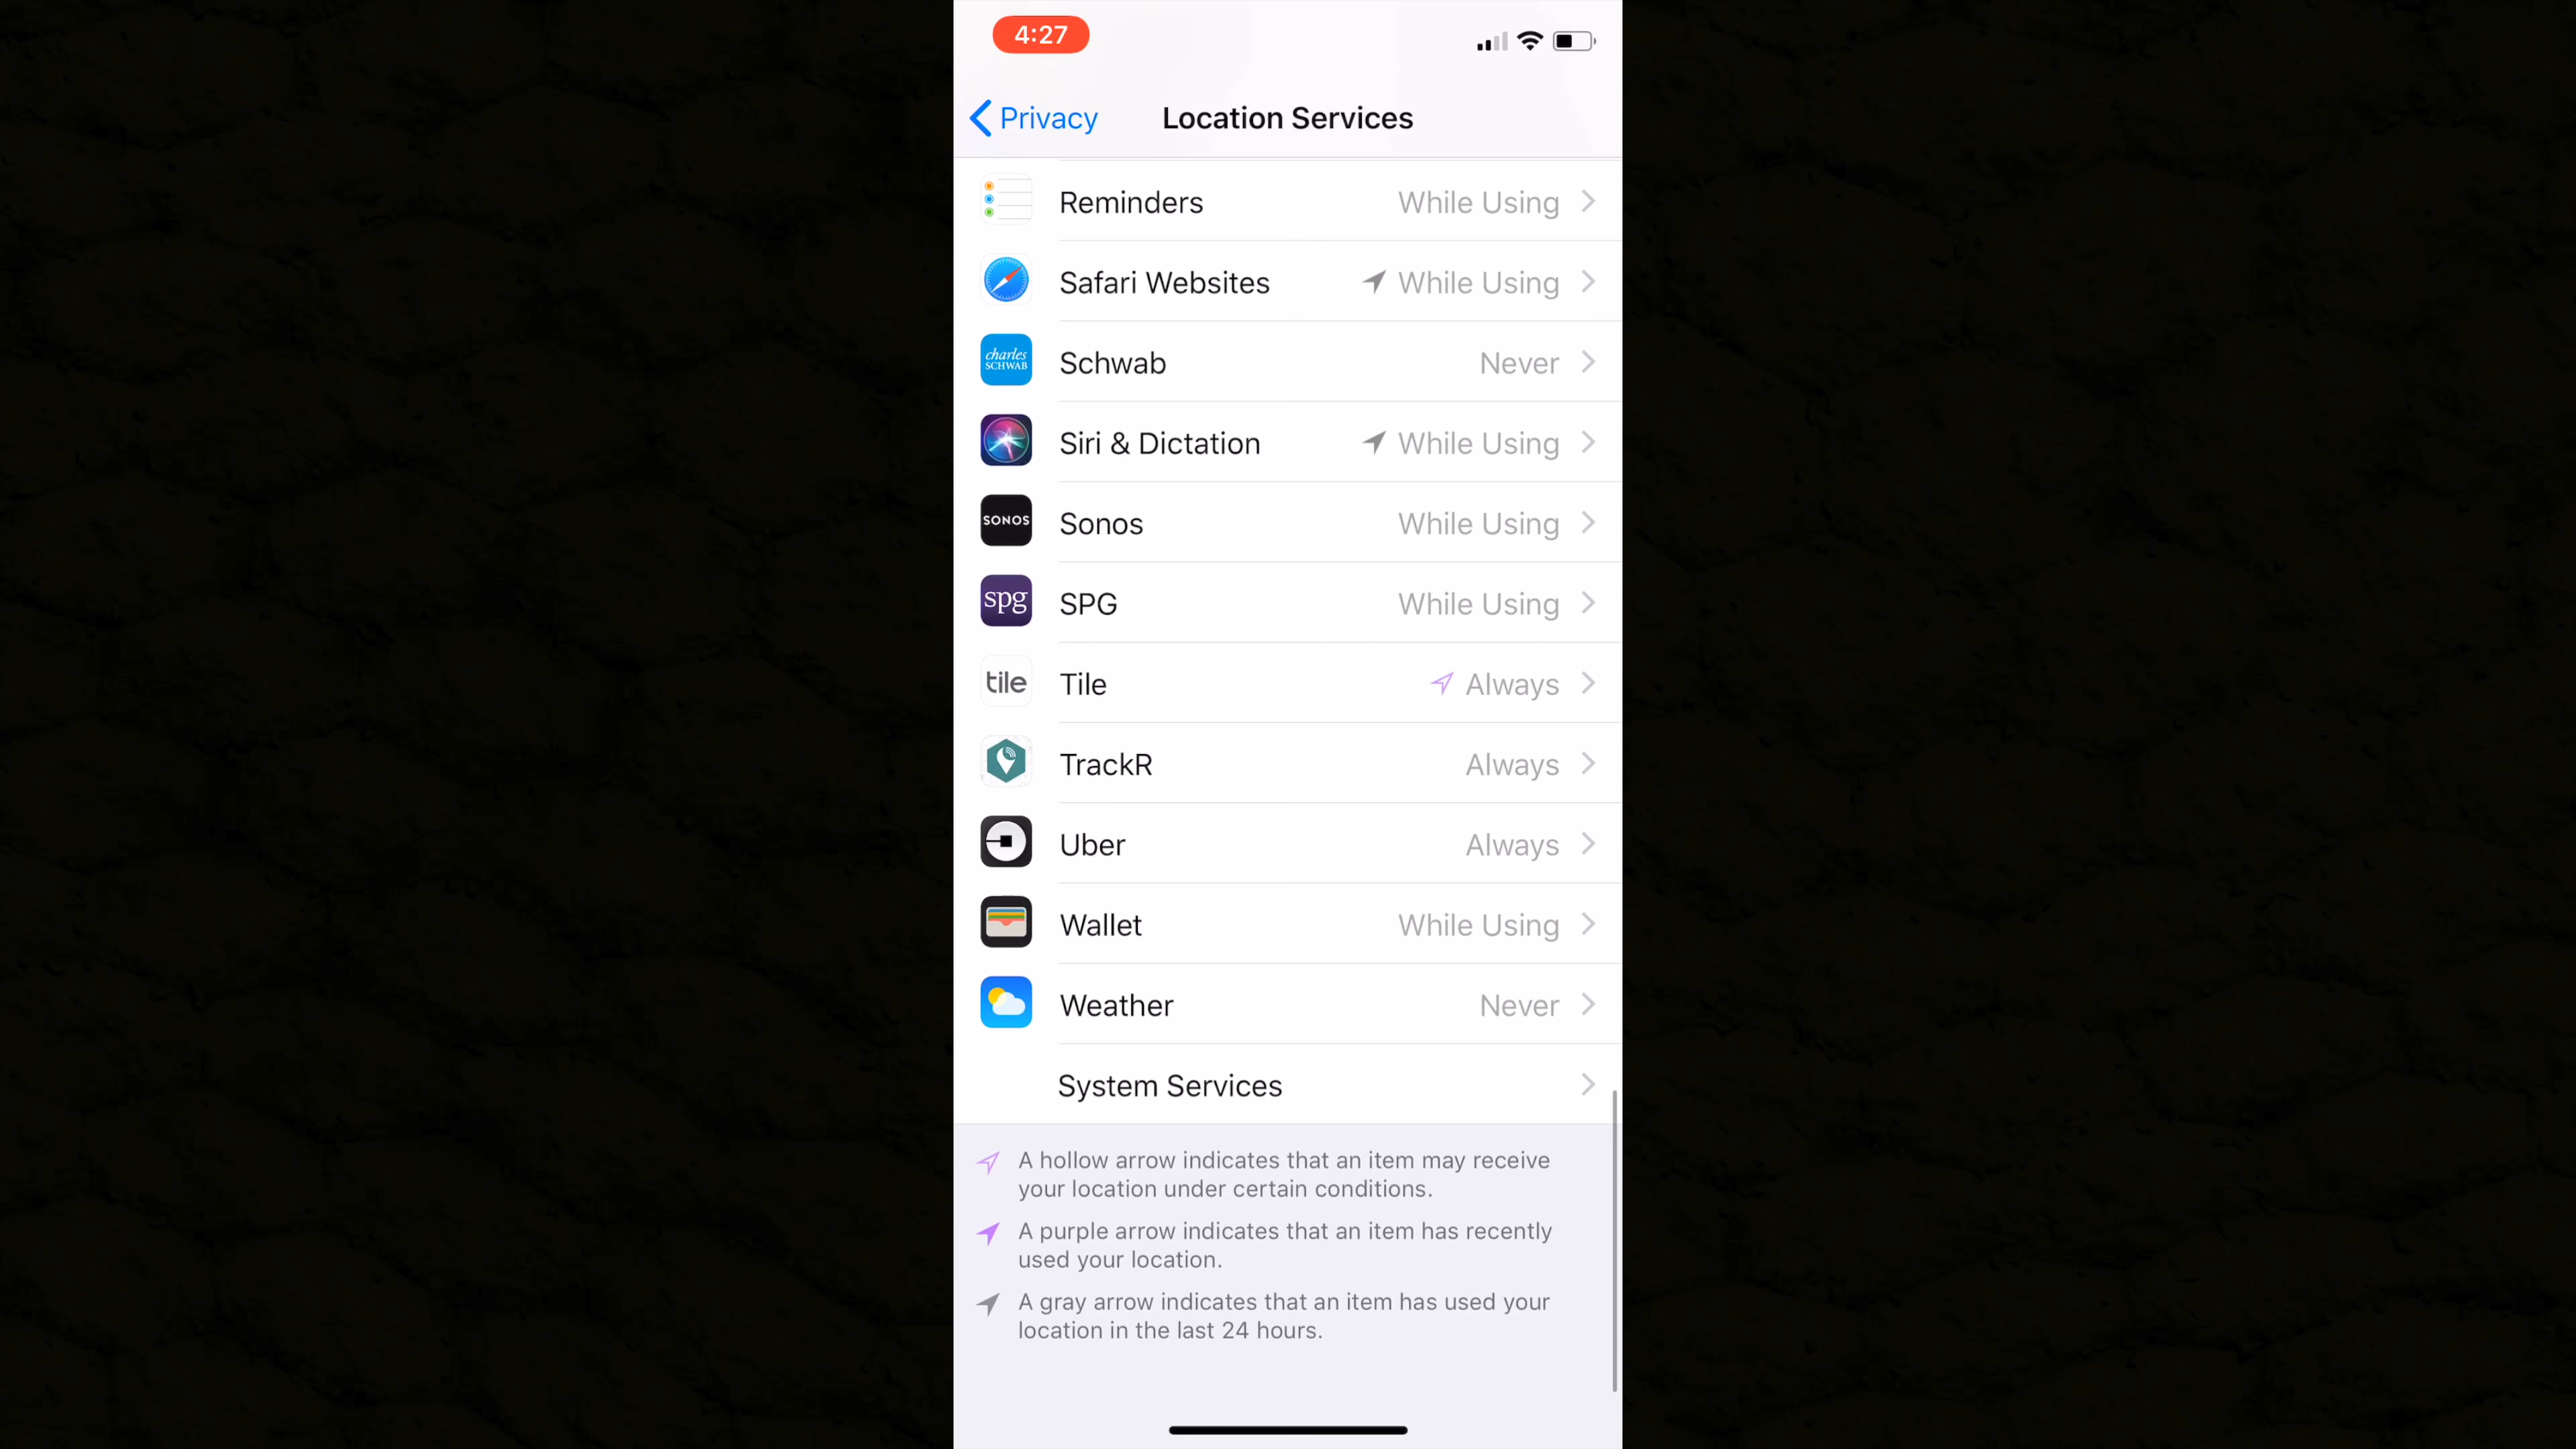 4:27
Privacy Location Services
Reminders While Using
Safari Websites While Using
charles
SCHWAB
Schwab Never
Siri & Dictation While Using
SONOS Sonos While Using
spg SPG While Using
tile Tile Always
TrackR Always
Uber Always
Wallet While Using
Weather Never
System Services
A hollow arrow indicates that an item may receive
your location under certain conditions.
A purple arrow indicates that an item has recently
used your location.
A gray arrow indicates that an item has used your
location in the last 24 hours.